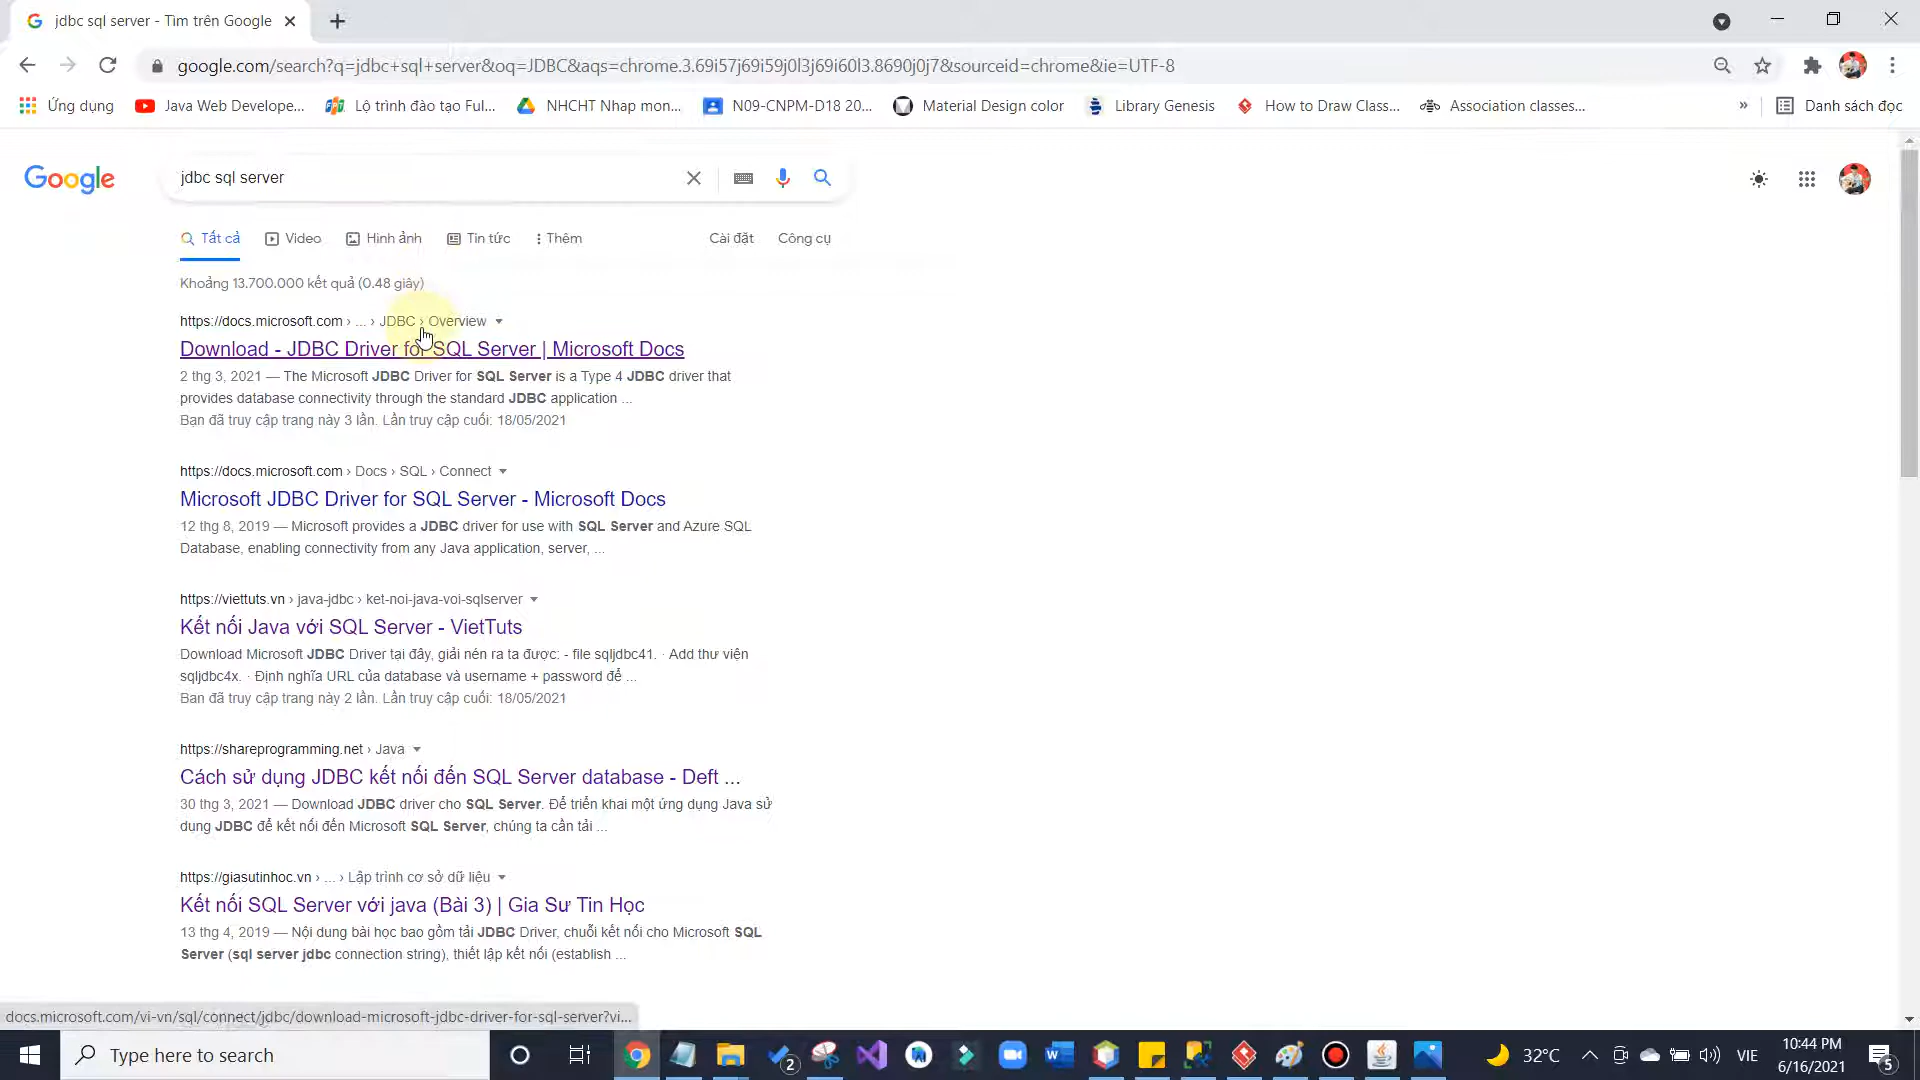 jdbc sql server - Tìm trên Google
google.com/search?q=jdbc+sql+server&oq=JDBC&aqs=chrome.3.69i57j69i59j0l3j69i60l3.8690j0j7&sourceid=chrome&ie=UTF-8
Ứng dụng
Java Web Develope...
Lộ trình đào tạo Ful...
NHCHT Nhap mon...
N09-CNPM-D18 20...
Material Design color
Library Genesis
How to Draw Class...
Association classes...
»
Danh sách đọc
Google
jdbc sql server
Tất cả
Video
Hình ảnh
Tin tức
Thêm
Cài đặt
Công cụ
Khoảng 13.700.000 kết quả (0.48 giây)
https://docs.microsoft.com › ... › JDBC › Overview
Download - JDBC Driver for SQL Server | Microsoft Docs
2 thg 3, 2021 — The Microsoft JDBC Driver for SQL Server is a Type 4 JDBC driver that
provides database connectivity through the standard JDBC application ...
Bạn đã truy cập trang này 3 lần. Lần truy cập cuối: 18/05/2021
https://docs.microsoft.com › Docs › SQL › Connect
Microsoft JDBC Driver for SQL Server - Microsoft Docs
12 thg 8, 2019 — Microsoft provides a JDBC driver for use with SQL Server and Azure SQL
Database, enabling connectivity from any Java application, server, ...
https://viettuts.vn › java-jdbc › ket-noi-java-voi-sqlserver
Kết nối Java với SQL Server - VietTuts
Download Microsoft JDBC Driver tại đây, giải nén ra ta được: - file sqljdbc41. · Add thư viện
sqljdbc4x. · Định nghĩa URL của database và username + password để ...
Bạn đã truy cập trang này 2 lần. Lần truy cập cuối: 18/05/2021
https://shareprogramming.net › Java
Cách sử dụng JDBC kết nối đến SQL Server database - Deft ...
30 thg 3, 2021 — Download JDBC driver cho SQL Server. Để triển khai một ứng dụng Java sử
dụng JDBC để kết nối đến Microsoft SQL Server, chúng ta cần tải ...
https://giasutinhoc.vn › ... › Lập trình cơ sở dữ liệu
Kết nối SQL Server với java (Bài 3) | Gia Sư Tin Học
13 thg 4, 2019 — Nội dung bài học bao gồm tải JDBC Driver, chuỗi kết nối cho Microsoft SQL
Server (sql server jdbc connection string), thiết lập kết nối (establish ...
docs.microsoft.com/vi-vn/sql/connect/jdbc/download-microsoft-jdbc-driver-for-sql-server?vi...
Type here to search
2
32°C
VIE
10:44 PM
6/16/2021
5